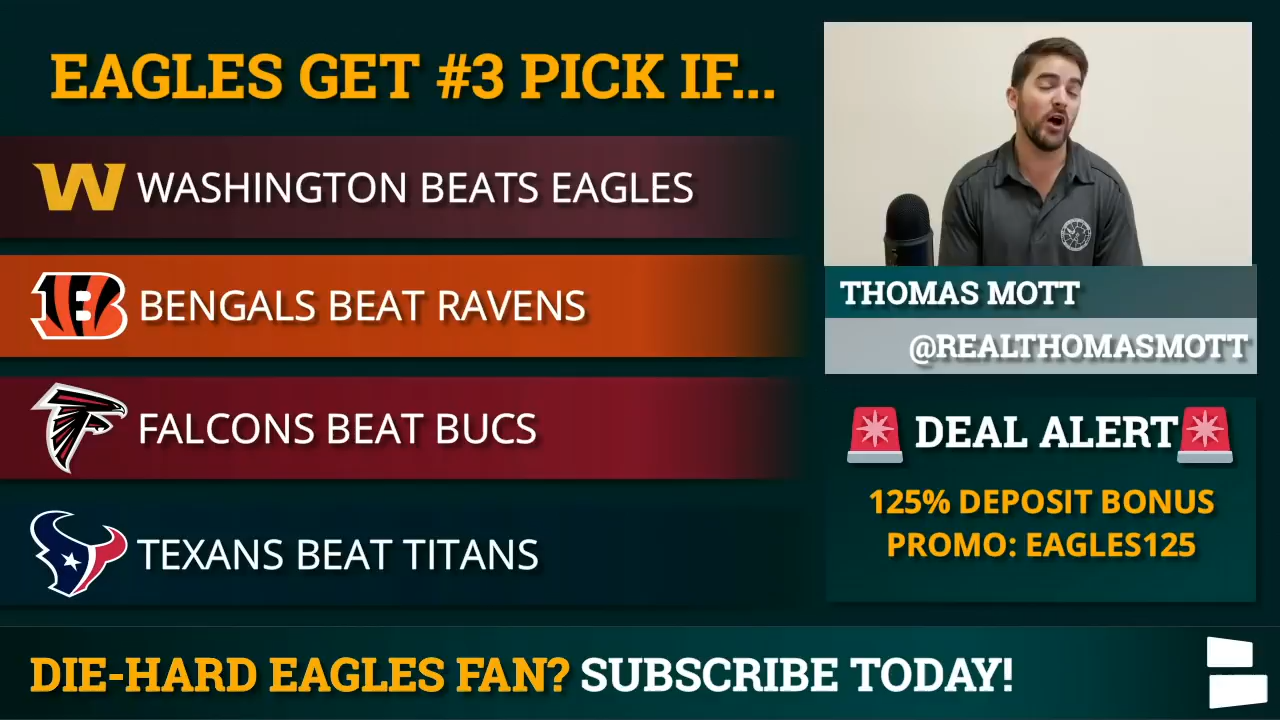 EAGLES GET #3 PICK IF...
WASHINGTON BEATS EAGLES
BENGALS BEAT RAVENS
FALCONS BEAT BUCS
TEXANS BEAT TITANS
THOMAS MOTT
@REALTHOMASMOTT
DEAL ALERT
125% DEPOSIT BONUS
PROMO: EAGLES125
DIE-HARD EAGLES FAN? SUBSCRIBE TODAY!